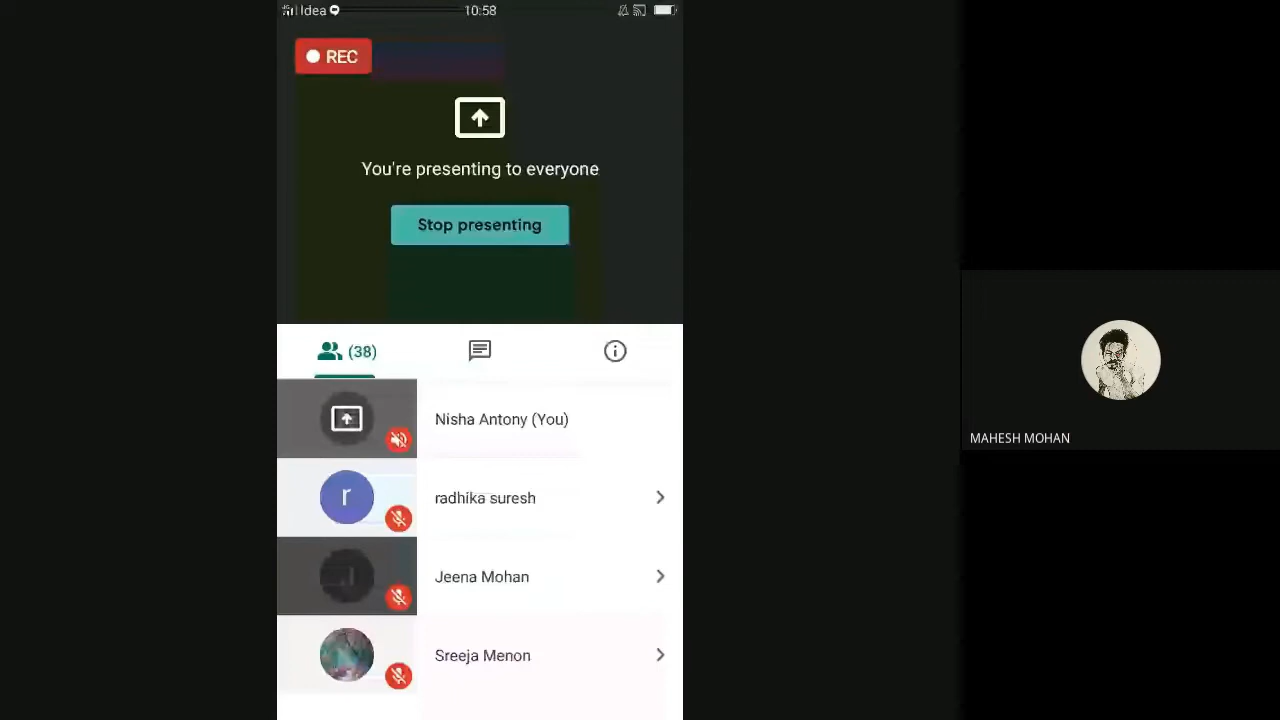 Idea 10:58
REC
You're presenting to everyone
Stop presenting
(38)
Nisha Antony (You)
r
radhika suresh
Jeena Mohan
Sreeja Menon
MAHESH MOHAN